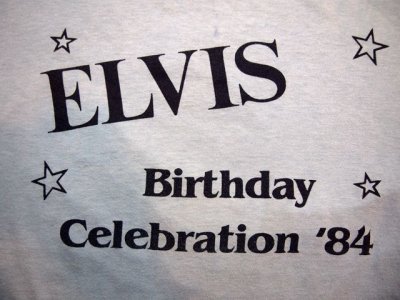 ELVIS
Birthday
Celebration '84